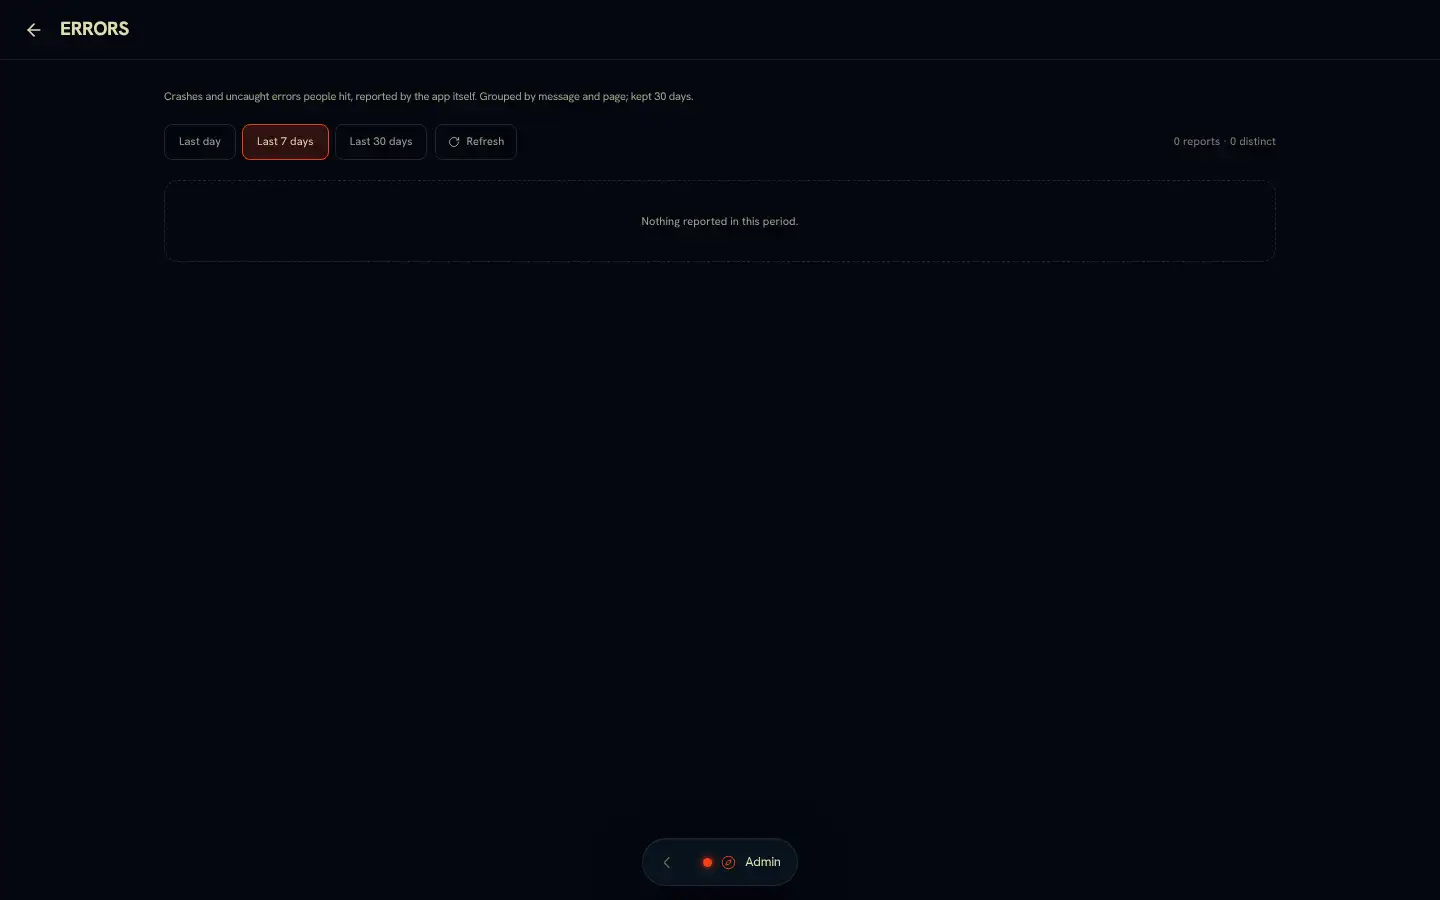 ERRORS
Crashes and uncaught errors people hit, reported by the app itself. Grouped by message and page; kept 30 days.
Last day Last 7 days Last 30 days Refresh 0 reports · 0 distinct
Nothing reported in this period.
Admin